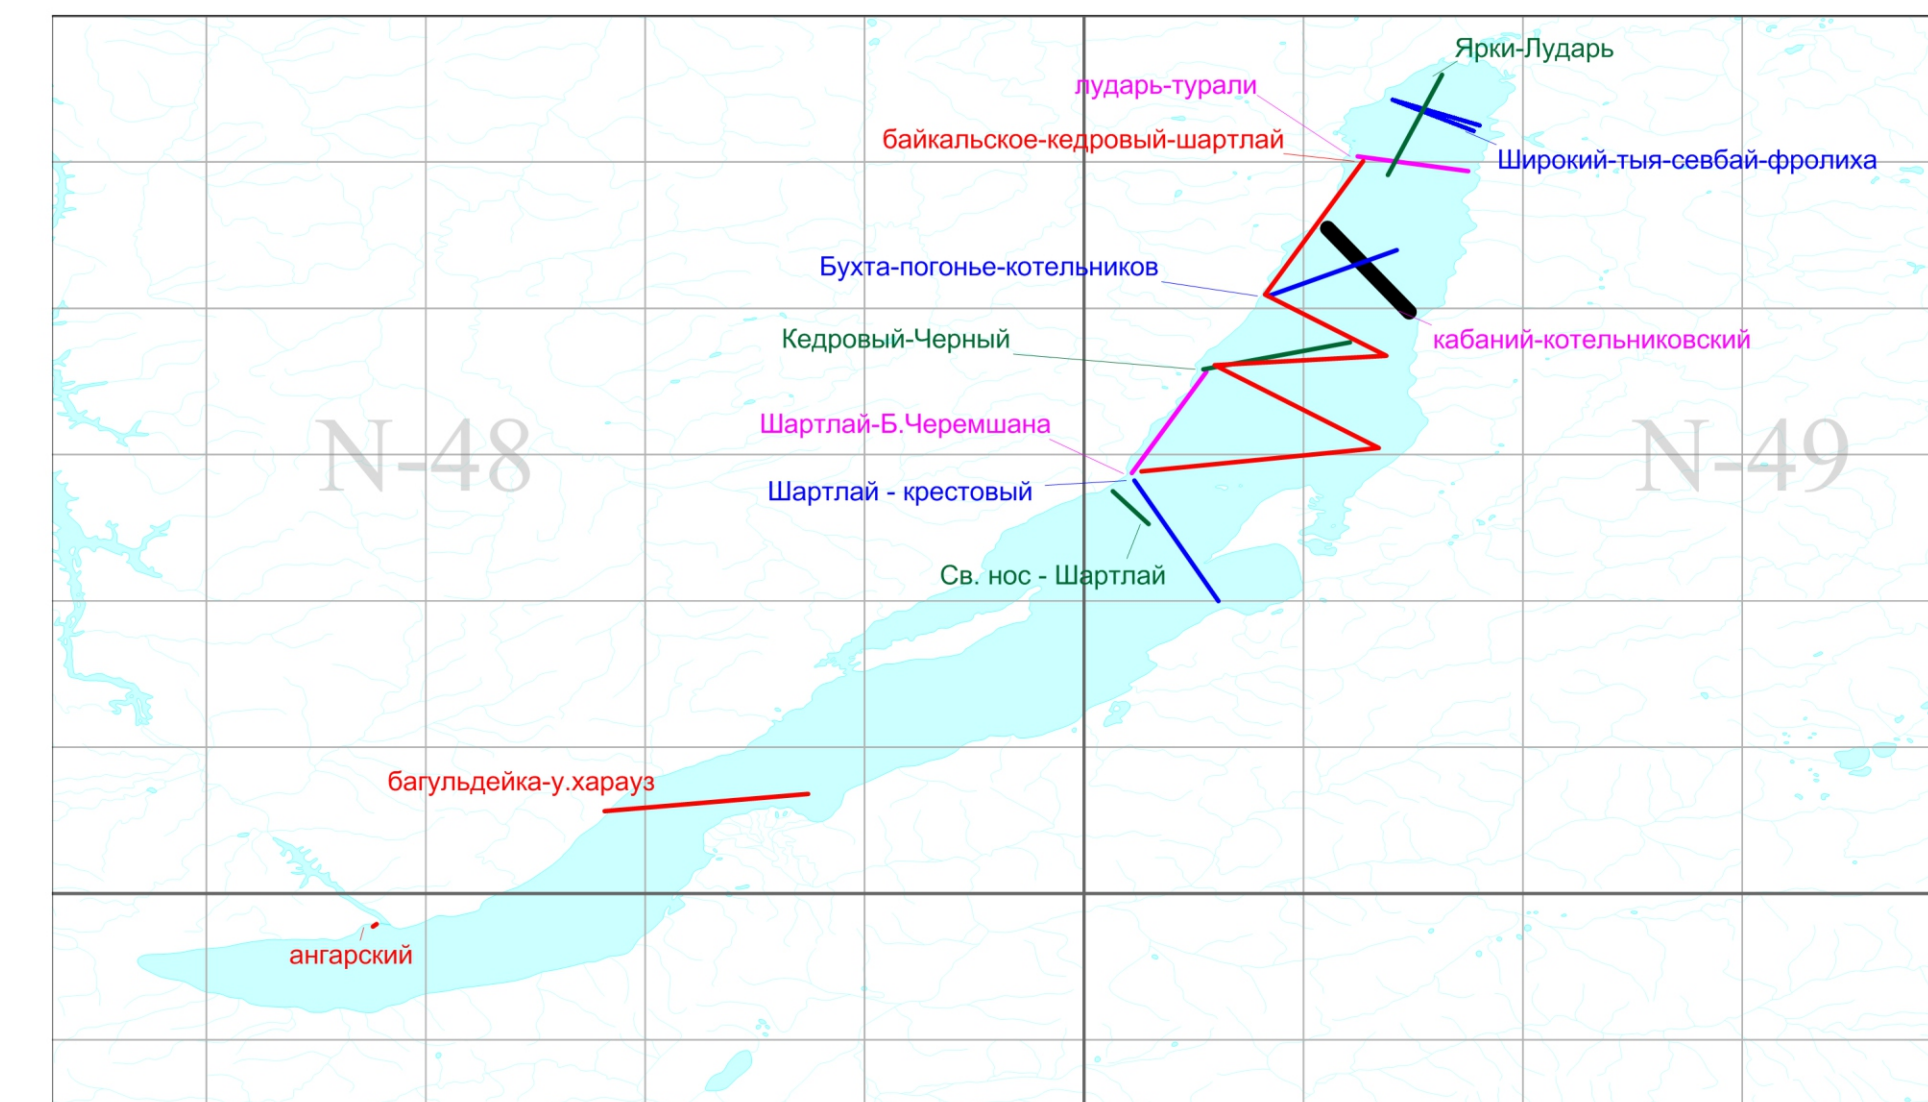 Ярки-Лударь
лударь-турали
байкальское-кедровый-шартлай
Широкий-тыя-севбай-фролиха
Бухта-погонье-котельников
Кедровый-Черный
кабаний-котельниковский
Шартлай-Б.Черемшана
N-48
N-49
Шартлай - крестовый
Св. нос - Шартлай
багульдейка-у.харауз
ангарский